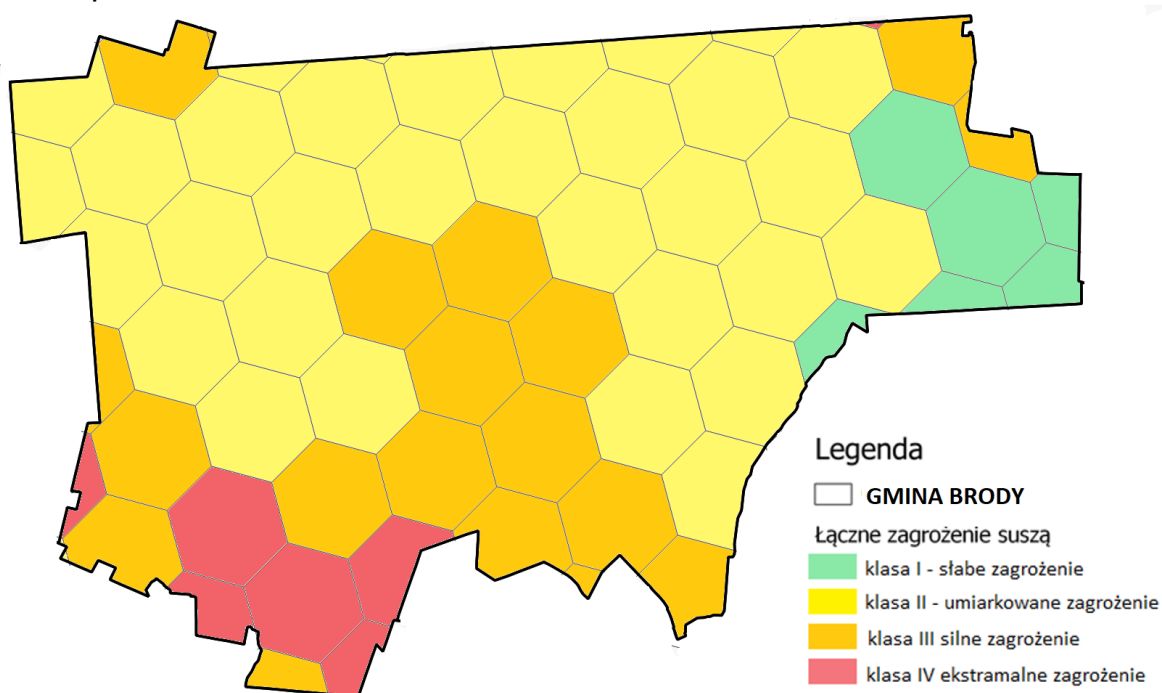 Legenda
GMINA BRODY
Łączne zagrożenie suszą
klasa I - słabe zagrożenie
klasa II - umiarkowane zagrożenie
klasa III silne zagrożenie
klasa IV ekstramalne zagrożenie